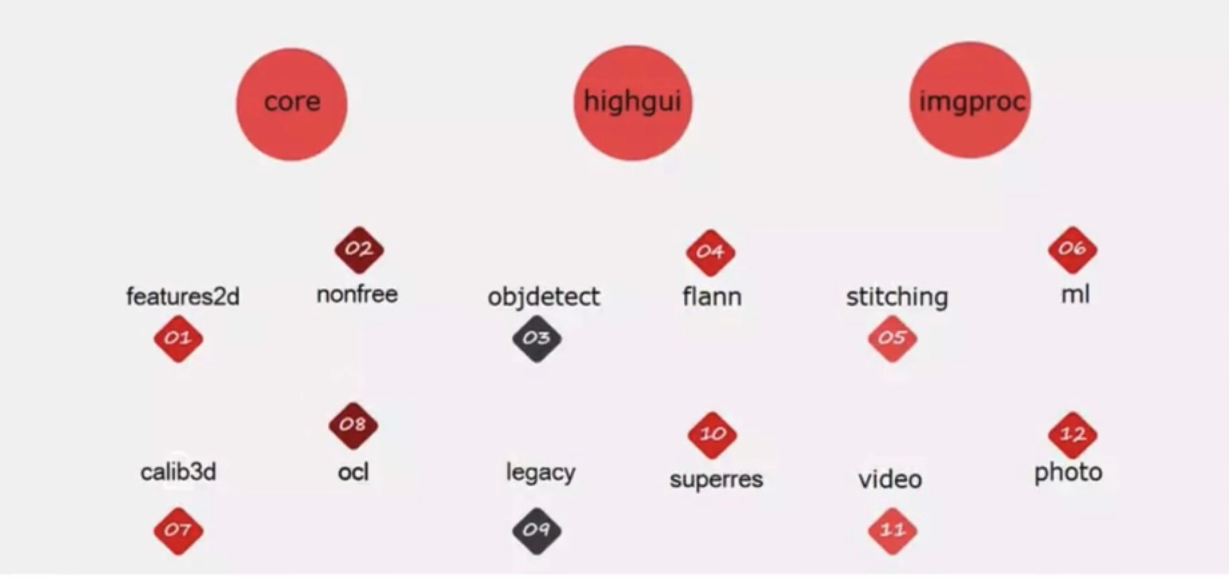 core
highgui
imgproc
02
04
06
features2d
nonfree
objdetect
flann
stitching
ml
01
03
05
08
10
12
calib3d
ocl
legacy
superres
video
photo
07
09
11